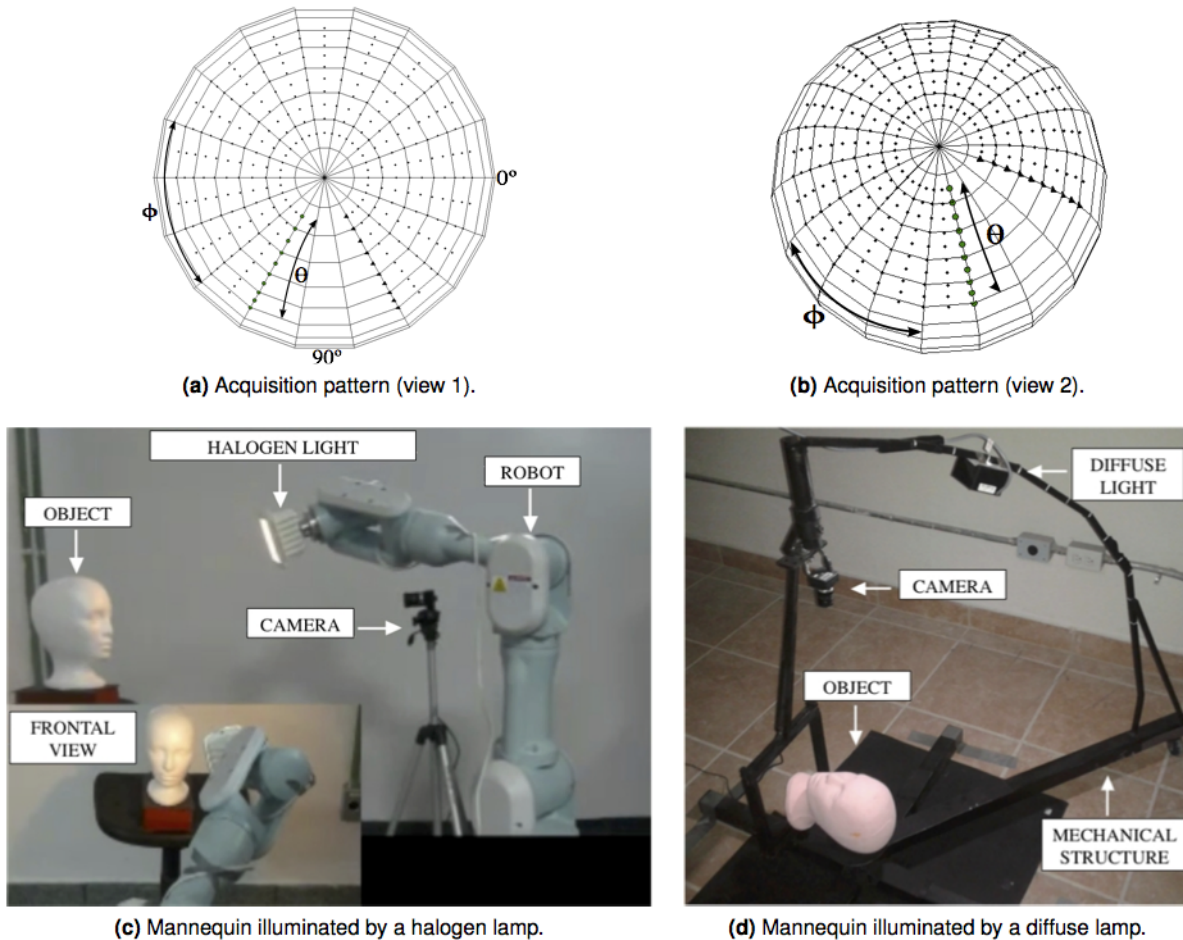 0º
ϕ
θ
90º
(a) Acquisition pattern (view 1).
θ
ϕ
(b) Acquisition pattern (view 2).
HALOGEN LIGHT
ROBOT
OBJECT
CAMERA
FRONTAL
VIEW
(c) Mannequin illuminated by a halogen lamp.
DIFFUSE
LIGHT
CAMERA
OBJECT
MECHANICAL
STRUCTURE
(d) Mannequin illuminated by a diffuse lamp.